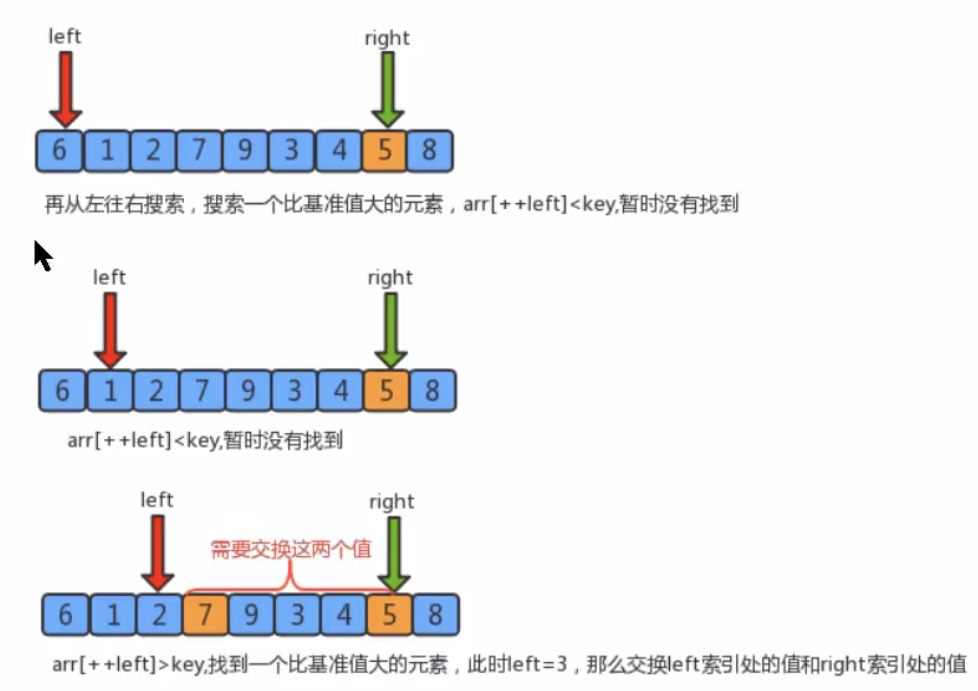 left right
6 1 2 7 9 3 4 5 8
再从左往右搜索，搜索一个比基准值大的元素，arr[++left]<key,暂时没有找到
left right
6 1 2 7 9 3 4 5 8
arr[++left]<key,暂时没有找到
left right
需要交换这两个值
6 1 2 7 9 3 4 5 8
arr[++left]>key,找到一个比基准值大的元素，此时left=3，那么交换left索引处的值和right索引处的值